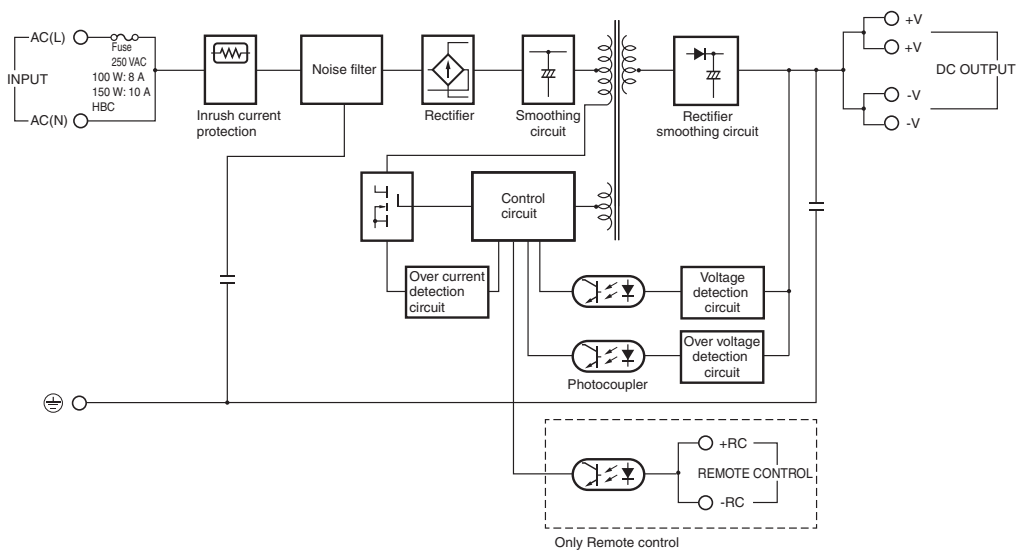 AC(L)
Fuse
250 VAC
100 W: 8 A
150 W: 10 A
HBC
INPUT
AC(N)
Inrush current
protection
Noise filter
Rectifier
Smoothing
circuit
Rectifier
smoothing circuit
+V
+V
DC OUTPUT
-V
-V
Control
circuit
Over current
detection
circuit
Voltage
detection
circuit
Over voltage
detection
circuit
Photocoupler
+RC
REMOTE CONTROL
-RC
Only Remote control